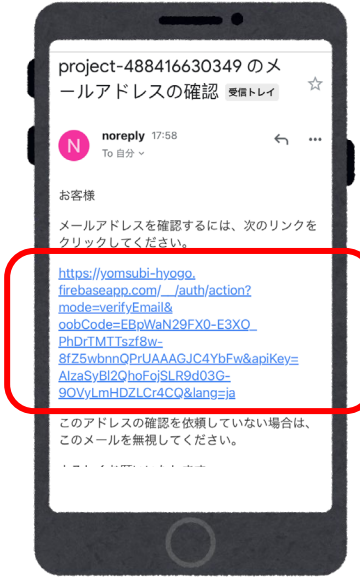 project-488416630349 のメ
ールアドレスの確認 受信トレイ
N noreply 17:58
To 自分
お客様
メールアドレスを確認するには、次のリンクを
クリックしてください。
https://yomsubi-hyogo.
firebaseapp.com/__/auth/action?
mode=verifyEmail&
oobCode=EBpWaN29FX0-E3XO_
PhDrTMTTszf8w-
8fZ5wbnnQPrUAAAGJC4YbFw&apiKey=
AIzaSyBl2QhoFojSLR9d03G-
9OVyLmHDZLCr4CQ&lang=ja
このアドレスの確認を依頼していない場合は、
このメールを無視してください。